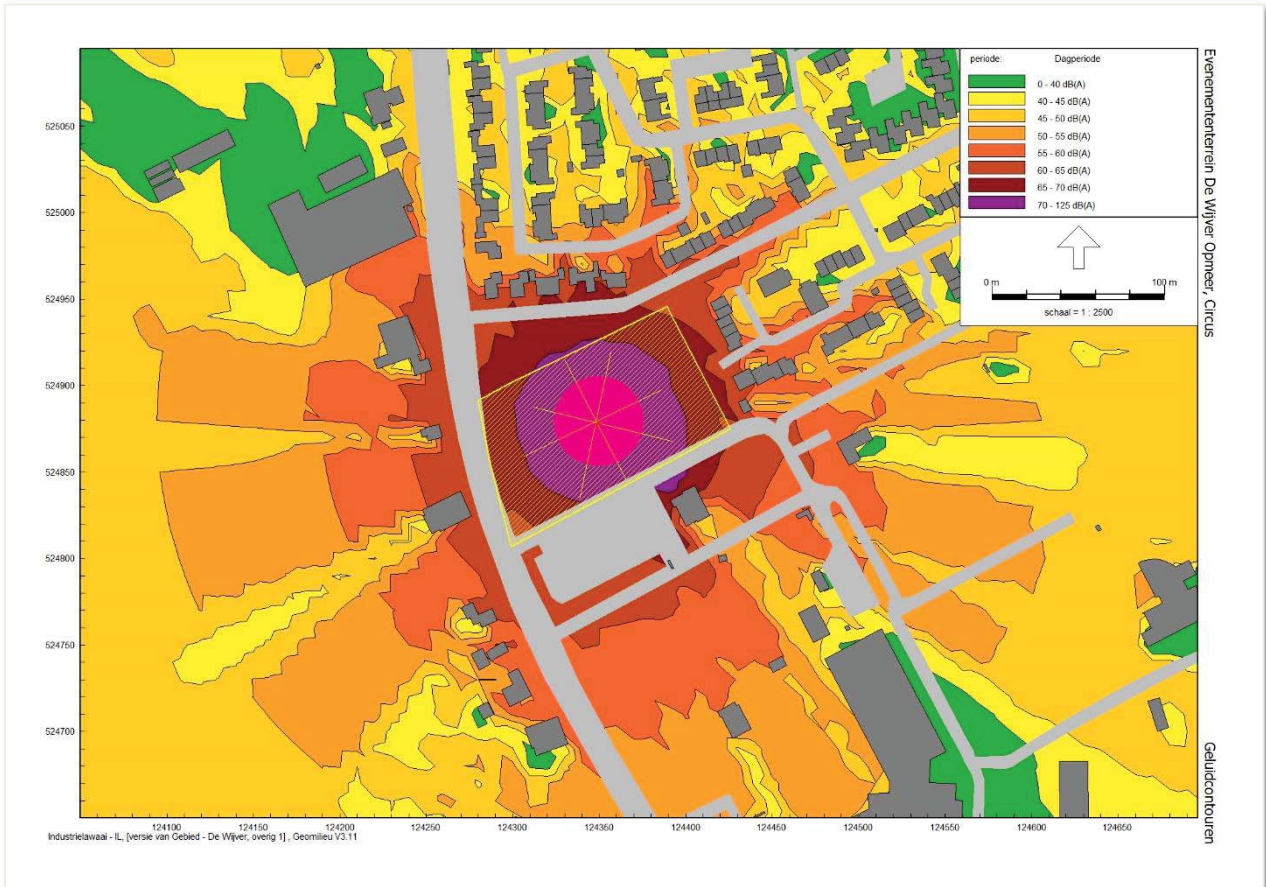 periode: Dagperiode
0 - 40 dB(A)
40 - 45 dB(A)
45 - 50 dB(A)
50 - 55 dB(A)
55 - 60 dB(A)
60 - 65 dB(A)
65 - 70 dB(A)
70 - 125 dB(A)
0 m 100 m
schaal = 1 : 2500
Evenemententerrein De Wijver Opmeer, Circus
Geluidcontouren
525050
525000
524950
524900
524850
524800
524750
524700
124100 124150 124200 124250 124300 124350 124400 124450 124500 124550 124600 124650
Industrielawaai - IL, [versie van Gebied - De Wijver, overig 1] , Geomilieu V3.11